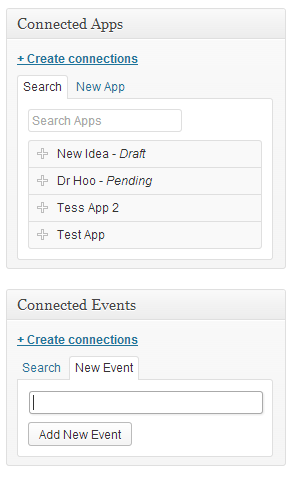 Connected Apps
+ Create connections
Search New App
Search Apps
New Idea - Draft
Dr Hoo - Pending
Tess App 2
Test App
Connected Events
+ Create connections
Search New Event
Add New Event